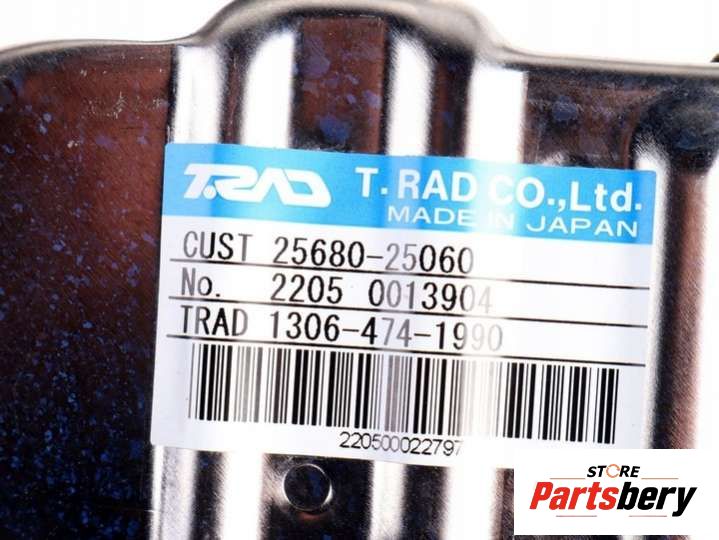 T.RAD T. RAD CO.,Ltd.
MADE IN JAPAN
CUST 25680-25060
No. 2205 0013904
TRAD 1306-474-1990
220500022797
STORE
Partsbery